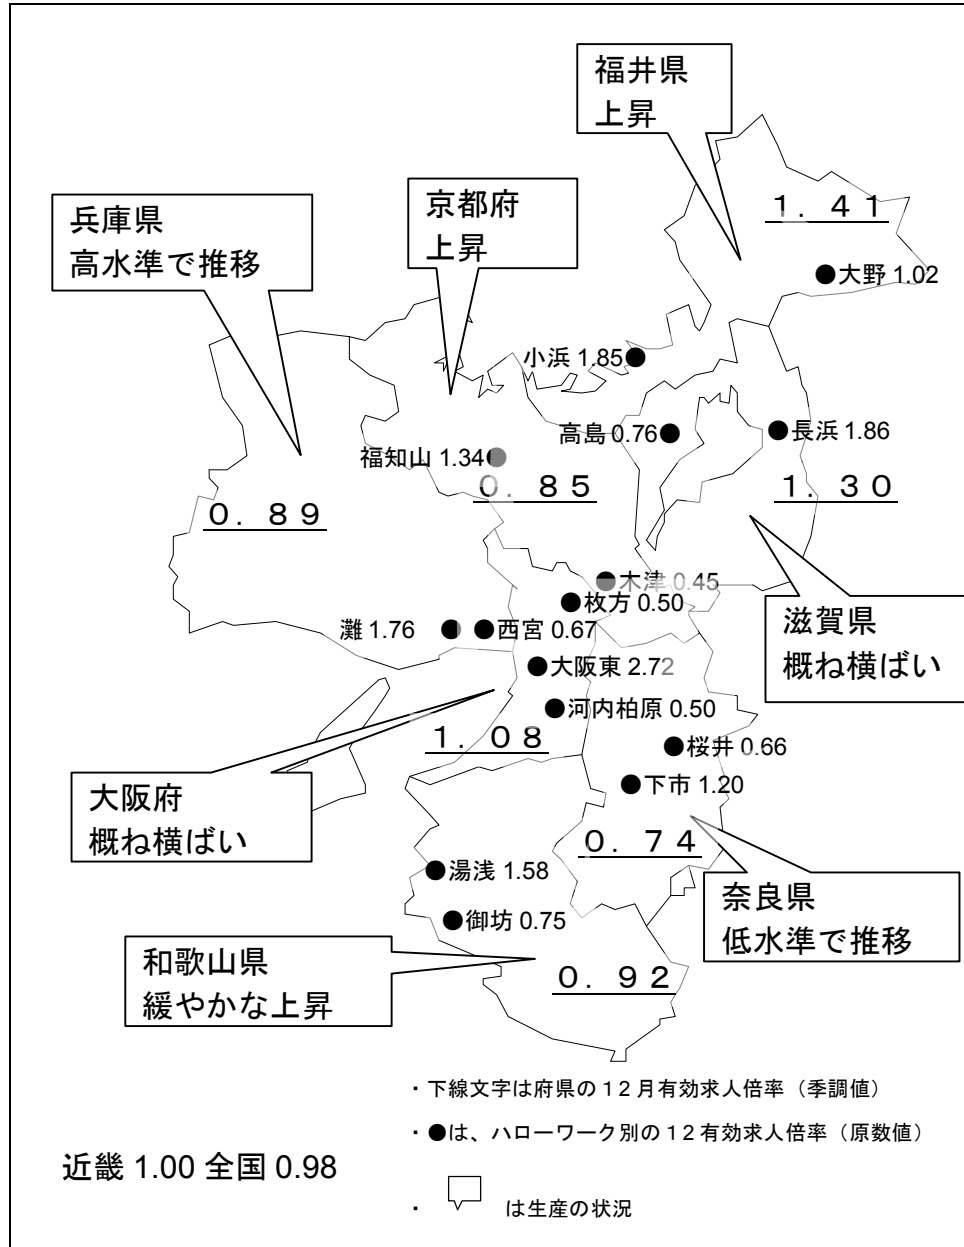 福井県
上昇
1．41
兵庫県
高水準で推移
京都府
上昇
●大野 1.02
小浜 1.85●
高島 0.76●
●長浜 1.86
福知山 1.34●
0．85
1．30
0．89
●木津 0.45
●枚方 0.50
灘 1.76●
●西宮 0.67
滋賀県
概ね横ばい
●大阪東 2.72
●河内柏原 0.50
1．08
●桜井 0.66
●下市 1.20
大阪府
概ね横ばい
0．74
●湯浅 1.58
奈良県
低水準で推移
●御坊 0.75
和歌山県
緩やかな上昇
0．92
・下線文字は府県の１２月有効求人倍率（季調値）
・●は、ハローワーク別の１２有効求人倍率（原数値）
近畿 1.00 全国 0.98
・ は生産の状況